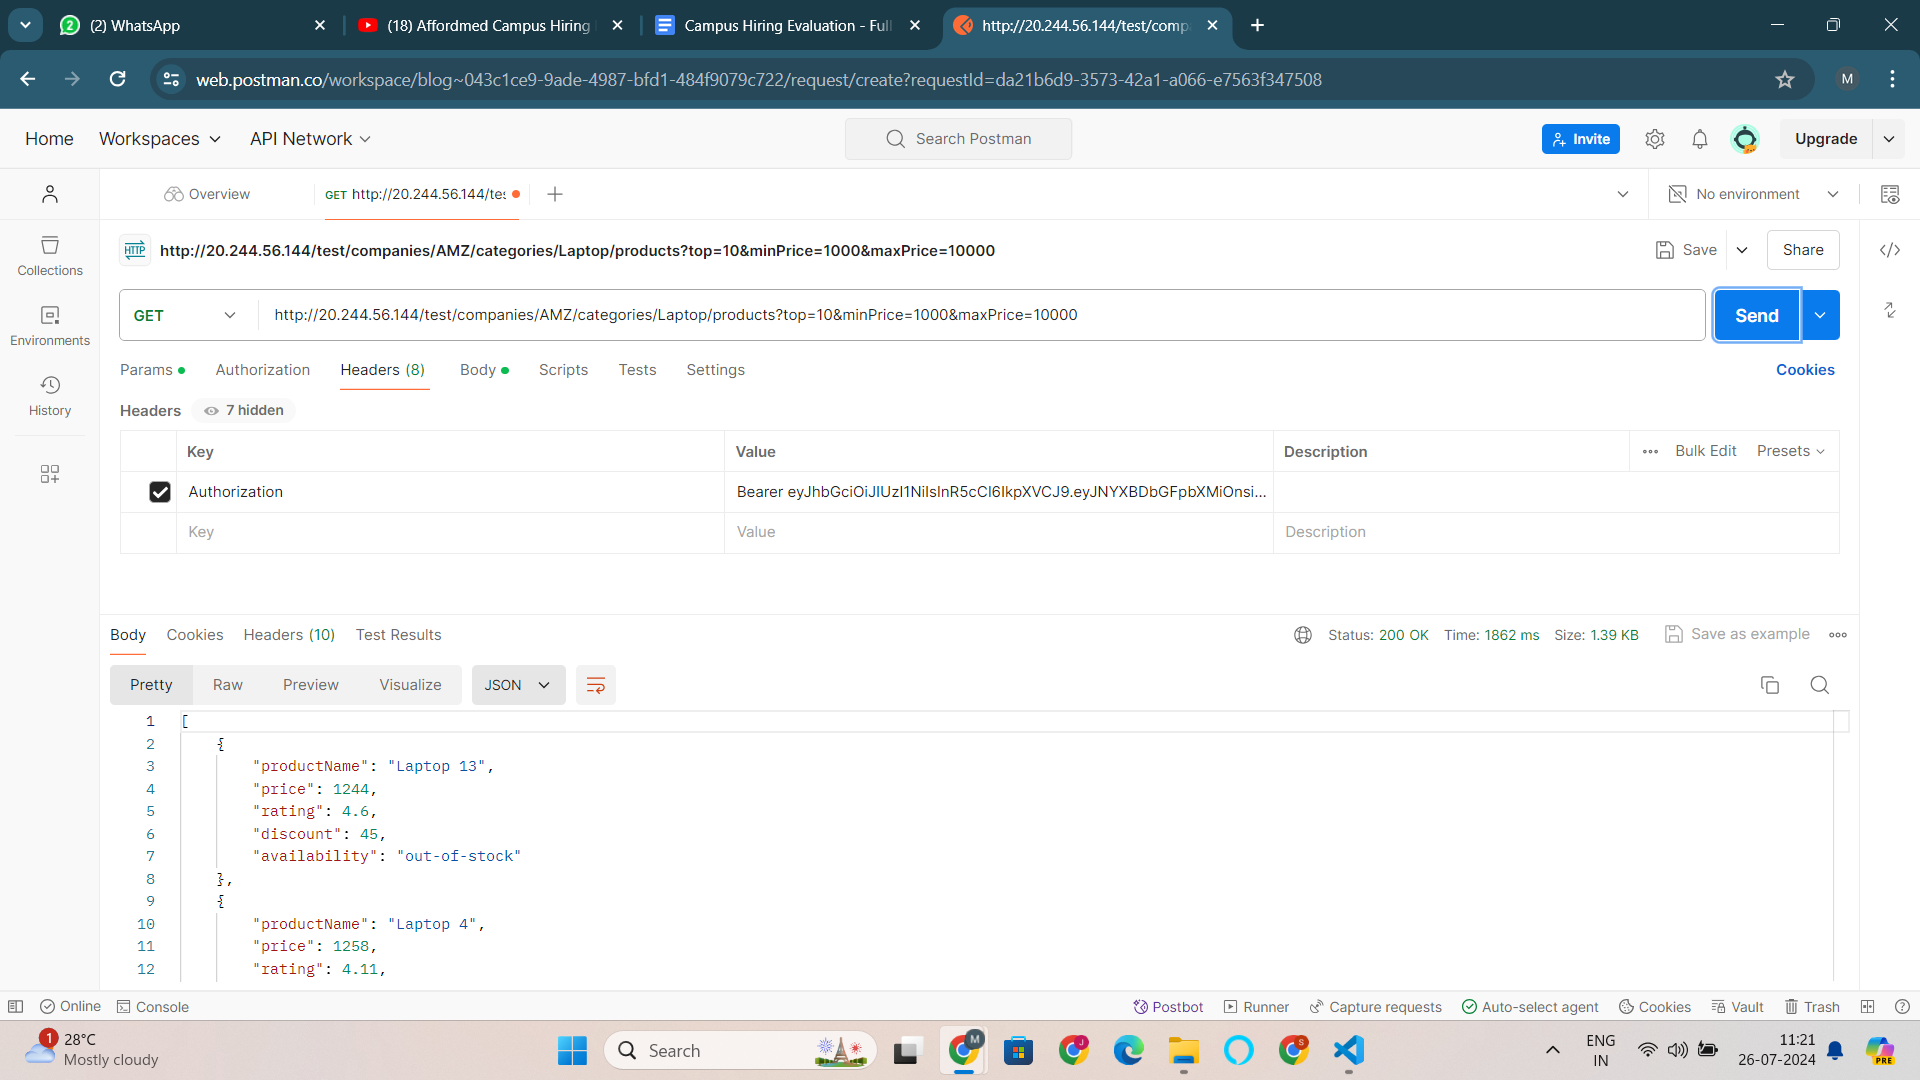 (2) WhatsApp
(18) Affordmed Campus Hiring
Campus Hiring Evaluation - Full
http://20.244.56.144/test/comp
web.postman.co/workspace/blog~043c1ce9-9ade-4987-bfd1-484f9079c722/request/create?requestId=da21b6d9-3573-42a1-a066-e7563f347508
M
Home Workspaces API Network
Search Postman
Invite
Upgrade
Overview
GET http://20.244.56.144/tes
No environment
HTTP http://20.244.56.144/test/companies/AMZ/categories/Laptop/products?top=10&minPrice=1000&maxPrice=10000
Save
Share
Collections
GET http://20.244.56.144/test/companies/AMZ/categories/Laptop/products?top=10&minPrice=1000&maxPrice=10000
Send
Environments
Params Authorization Headers (8) Body Scripts Tests Settings
Cookies
History
Headers 7 hidden
Key Value Description Bulk Edit Presets
Authorization Bearer eyJhbGciOiJIUzI1NiIsInR5cCI6IkpXVCJ9.eyJNYXBDbGFpbXMiOnsi...
Key Value Description
Body Cookies Headers (10) Test Results
Status: 200 OK Time: 1862 ms Size: 1.39 KB Save as example
Pretty Raw Preview Visualize JSON
1 [
2 {
3 "productName": "Laptop 13",
4 "price": 1244,
5 "rating": 4.6,
6 "discount": 45,
7 "availability": "out-of-stock"
8 },
9 {
10 "productName": "Laptop 4",
11 "price": 1258,
12 "rating": 4.11,
Online Console
Postbot Runner Capture requests Auto-select agent Cookies Vault Trash
1
28°C
Mostly cloudy
Search
M
J
S
ENG
IN
11:21
26-07-2024
PRE